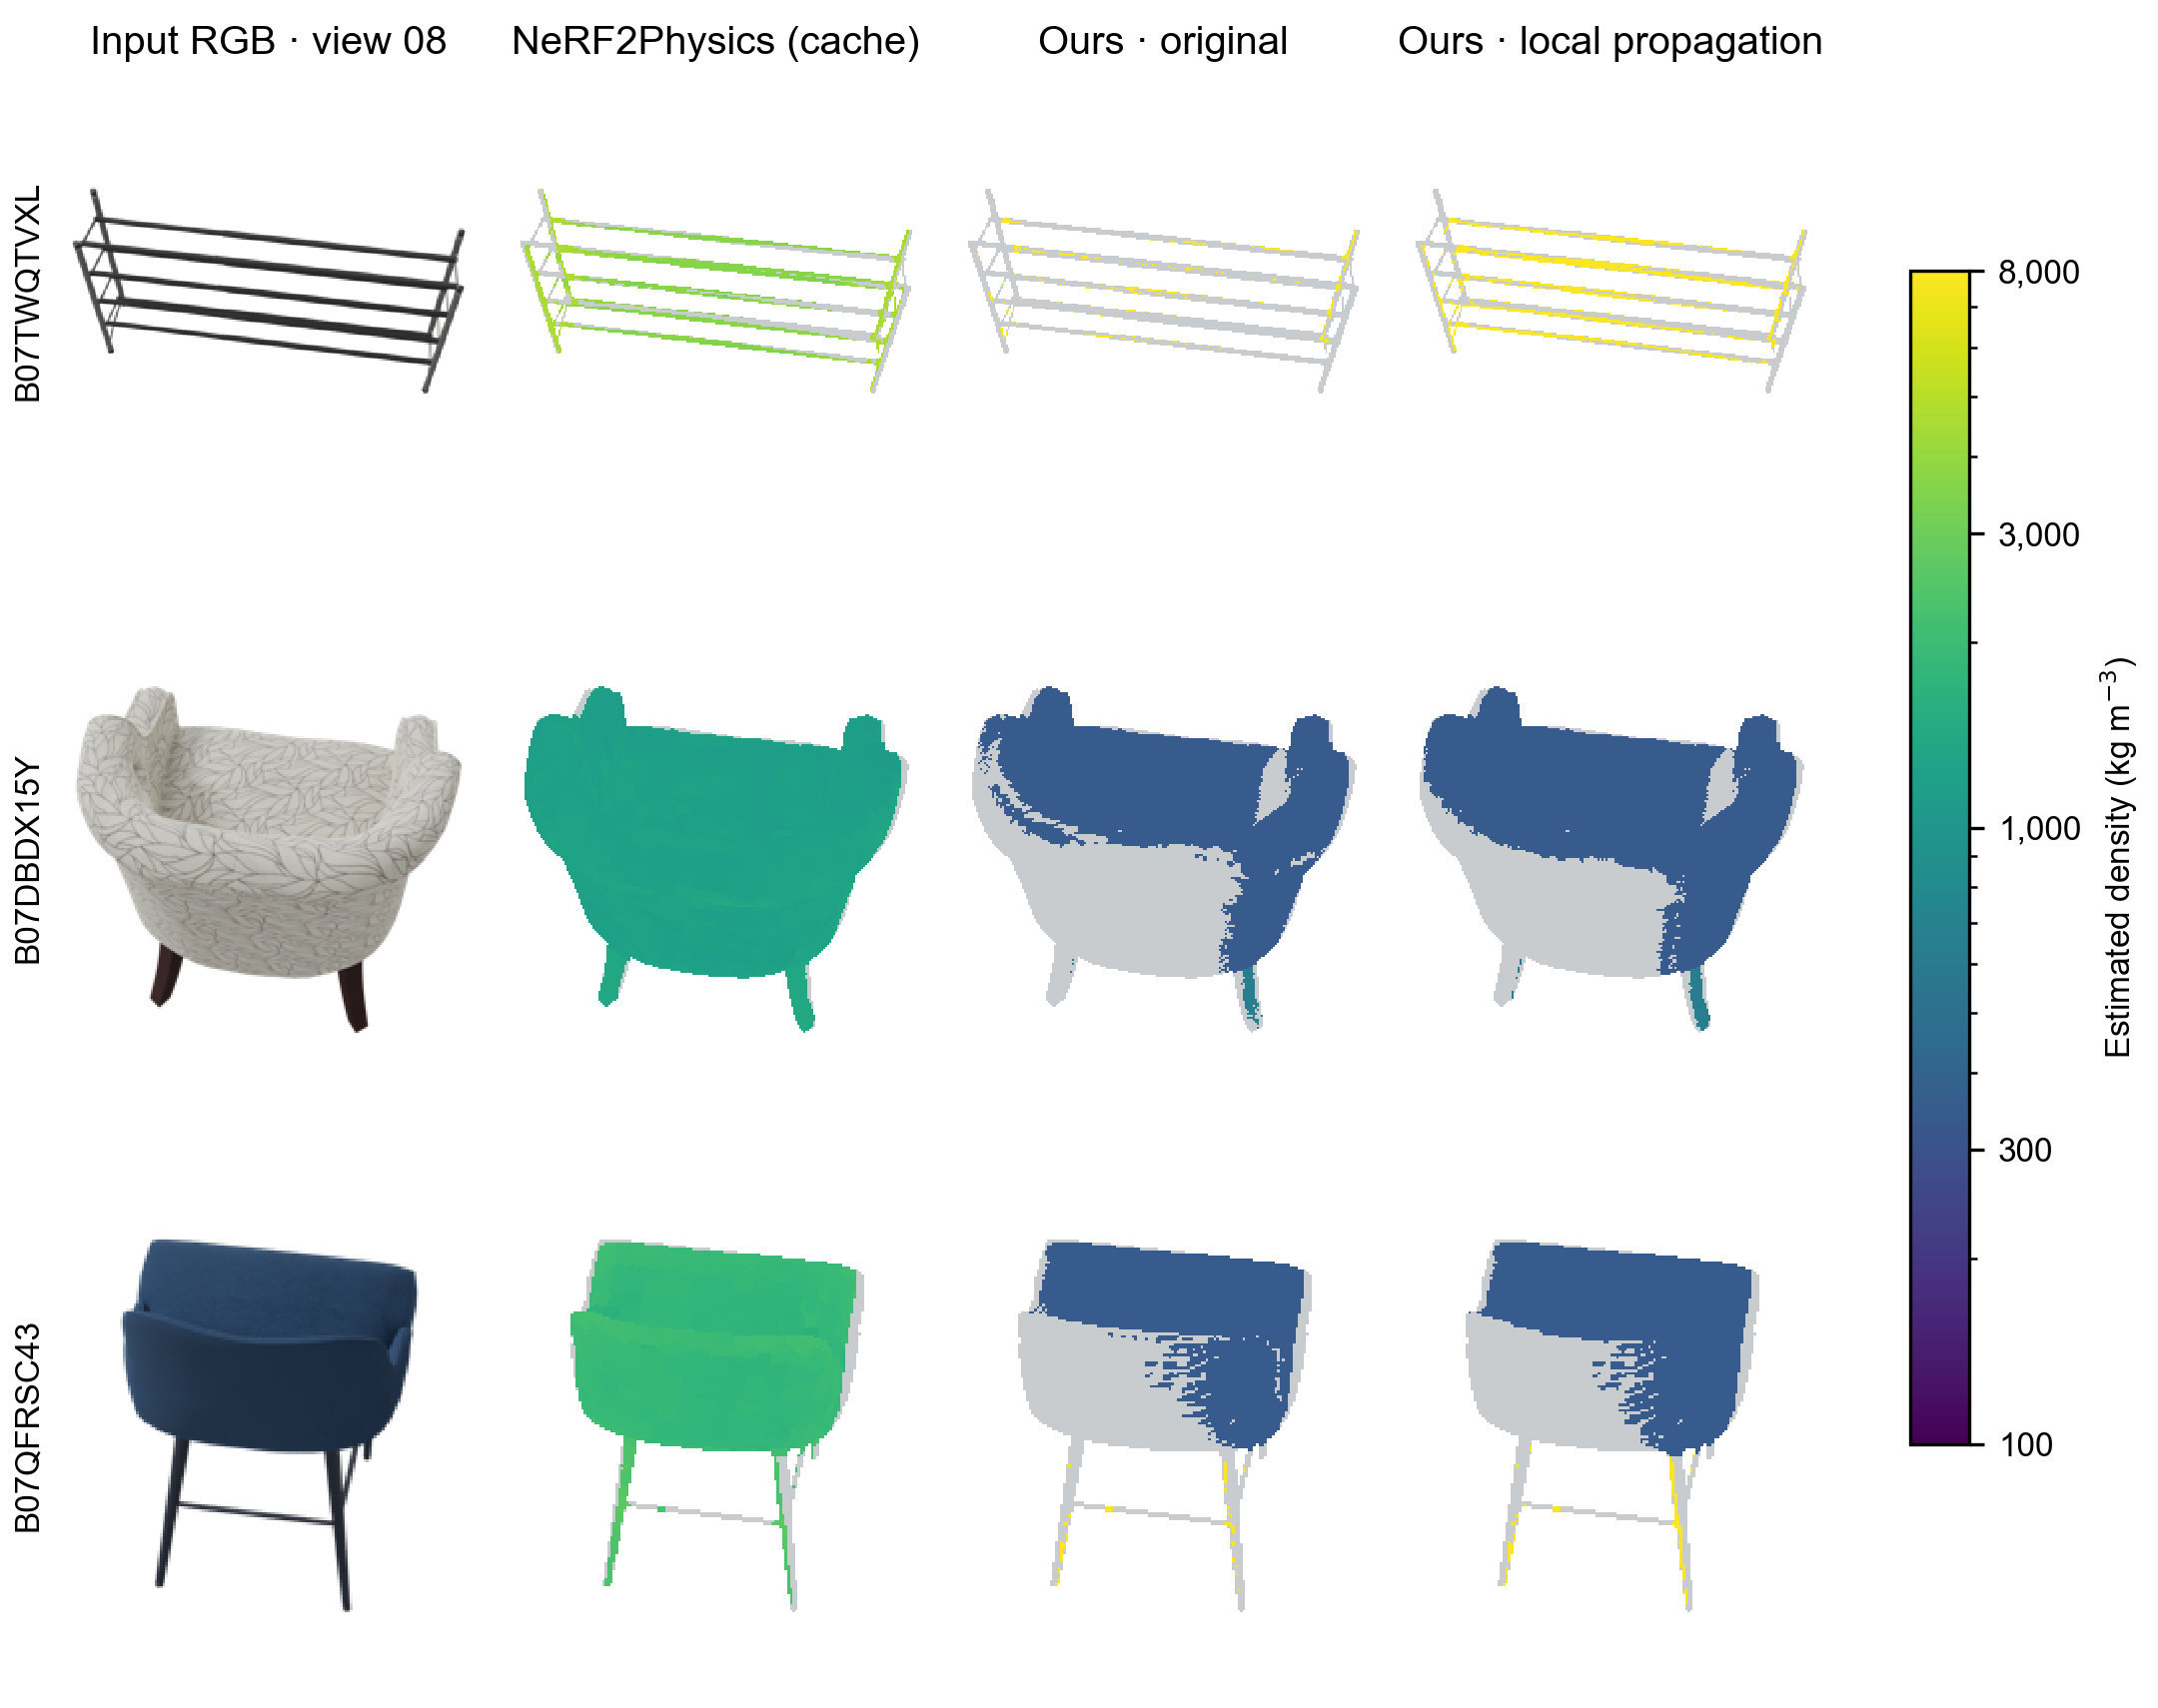 Input RGB · view 08
NeRF2Physics (cache)
Ours · original
Ours · local propagation
B07TWQTVXL
B07DBDX15Y
B07QFRSC43
8,000
3,000
1,000
300
100
Estimated density (kg m⁻³)